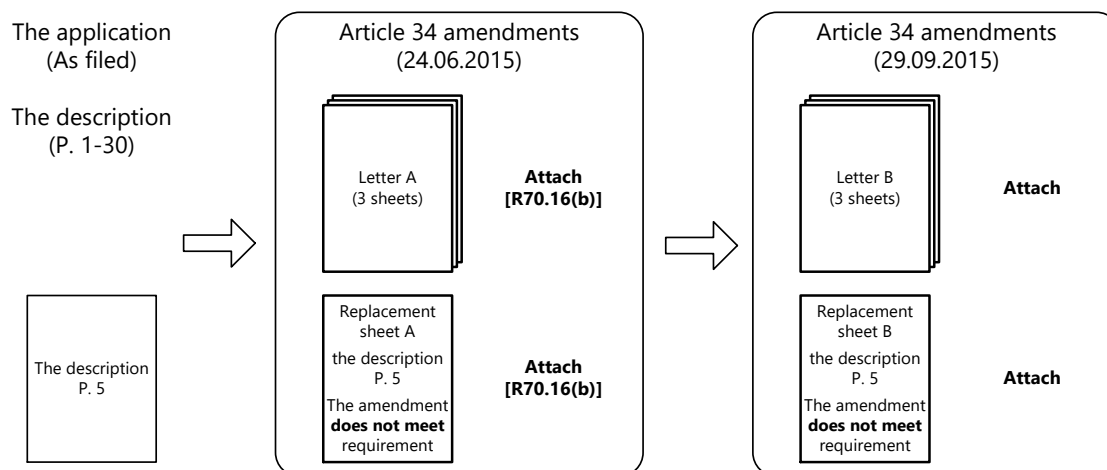 The application
(As filed)
The description
(P. 1-30)
The description
P. 5
Article 34 amendments
(24.06.2015)
Letter A
(3 sheets)
Attach
[R70.16(b)]
Replacement
sheet A
the description
P. 5
The amendment
does not meet
requirement
Attach
[R70.16(b)]
Article 34 amendments
(29.09.2015)
Letter B
(3 sheets)
Attach
Replacement
sheet B
the description
P. 5
The amendment
does not meet
requirement
Attach